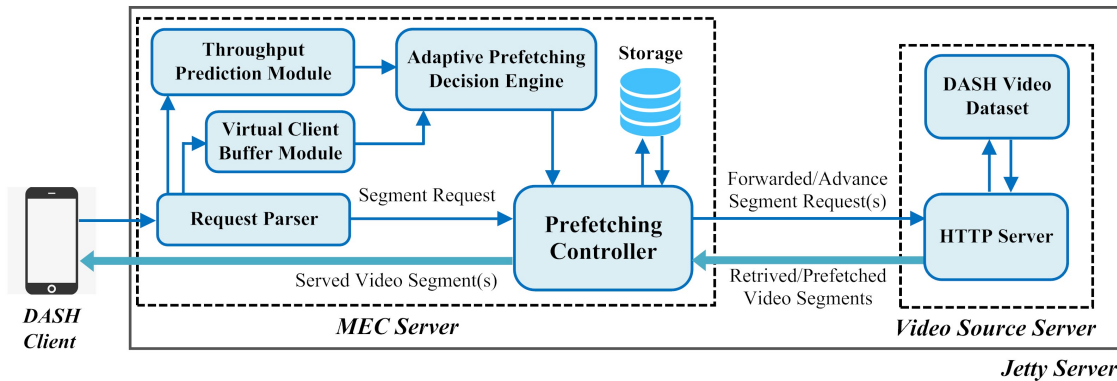 Throughput
Prediction Module
Adaptive Prefetching
Decision Engine
Storage
DASH Video
Dataset
Virtual Client
Buffer Module
Request Parser
Segment Request
Prefetching
Controller
Forwarded/Advance
Segment Request(s)
HTTP Server
Served Video Segment(s)
Retrived/Prefetched
Video Segments
DASH
Client
MEC Server
Video Source Server
Jetty Server